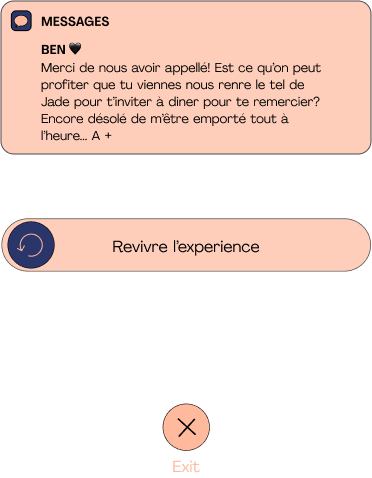 MESSAGES
BEN 🖤
Merci de nous avoir appellé! Est ce qu'on peut
profiter que tu viennes nous renre le tel de
Jade pour t'inviter à diner pour te remercier?
Encore désolé de m'être emporté tout à
l'heure... A +
Revivre l'experience
Exit